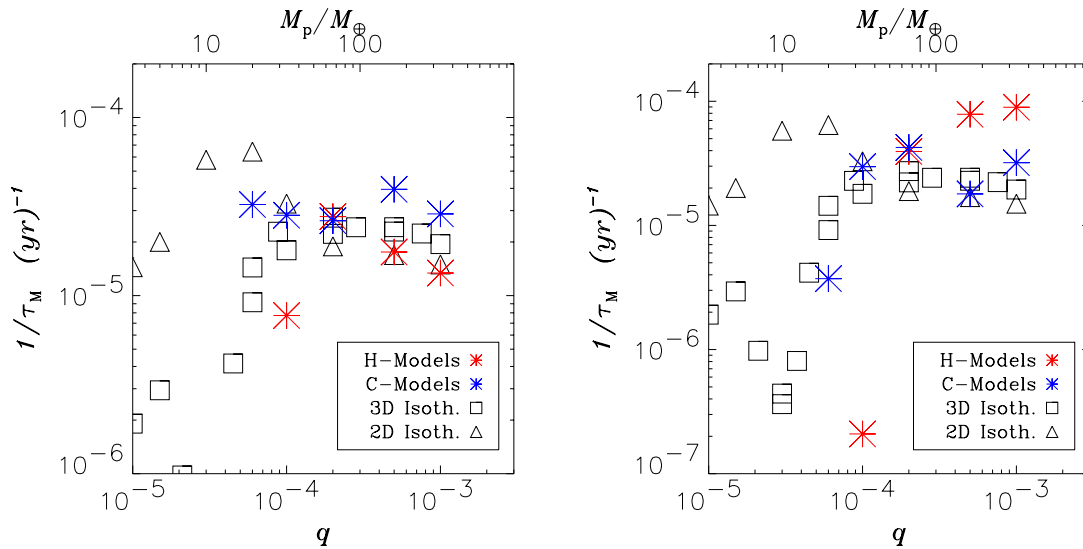 M_p/M_⊕
10 100
10^-4
10^-5
10^-6
1/τ_M (yr)^-1
H-Models
C-Models
3D Isoth.
2D Isoth.
10^-5 10^-4 10^-3
q
M_p/M_⊕
10 100
10^-4
10^-5
10^-6
10^-7
1/τ_M (yr)^-1
H-Models
C-Models
3D Isoth.
2D Isoth.
10^-5 10^-4 10^-3
q